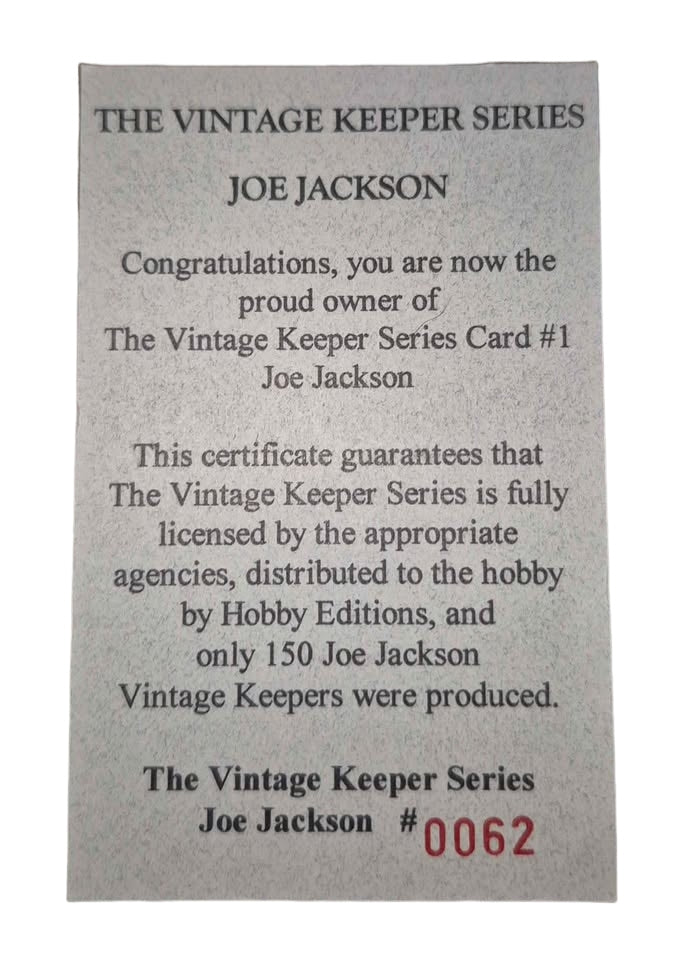 THE VINTAGE KEEPER SERIES
JOE JACKSON
Congratulations, you are now the
proud owner of
The Vintage Keeper Series Card #1
Joe Jackson
This certificate guarantees that
The Vintage Keeper Series is fully
licensed by the appropriate
agencies, distributed to the hobby
by Hobby Editions, and
only 150 Joe Jackson
Vintage Keepers were produced.
The Vintage Keeper Series
Joe Jackson # 0062